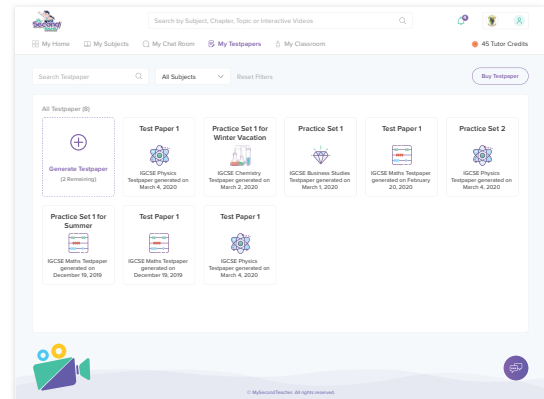 Second!
Search by Subject, Chapter, Topic or Interactive Videos
My Home
My Subjects
My Chat Room
My Testpapers
My Classroom
45 Tutor Credits
Search Testpaper
All Subjects
Reset Filters
Buy Testpaper
All Testpaper (8)
Generate Testpaper
(2 Remaining)
Test Paper 1
IGCSE Physics
Testpaper generated on
March 4, 2020
Practice Set 1 for
Winter Vacation
IGCSE Chemistry
Testpaper generated on
March 2, 2020
Practice Set 1
IGCSE Business Studies
Testpaper generated on
March 1, 2020
Test Paper 1
IGCSE Maths Testpaper
generated on February
20, 2020
Practice Set 2
IGCSE Physics
Testpaper generated on
March 4, 2020
Practice Set 1 for
Summer
IGCSE Maths Testpaper
generated on
December 19, 2019
Test Paper 1
IGCSE Maths Testpaper
generated on
December 19, 2019
Test Paper 1
IGCSE Physics
Testpaper generated on
March 4, 2020
© MySecondTeacher. All rights reserved.